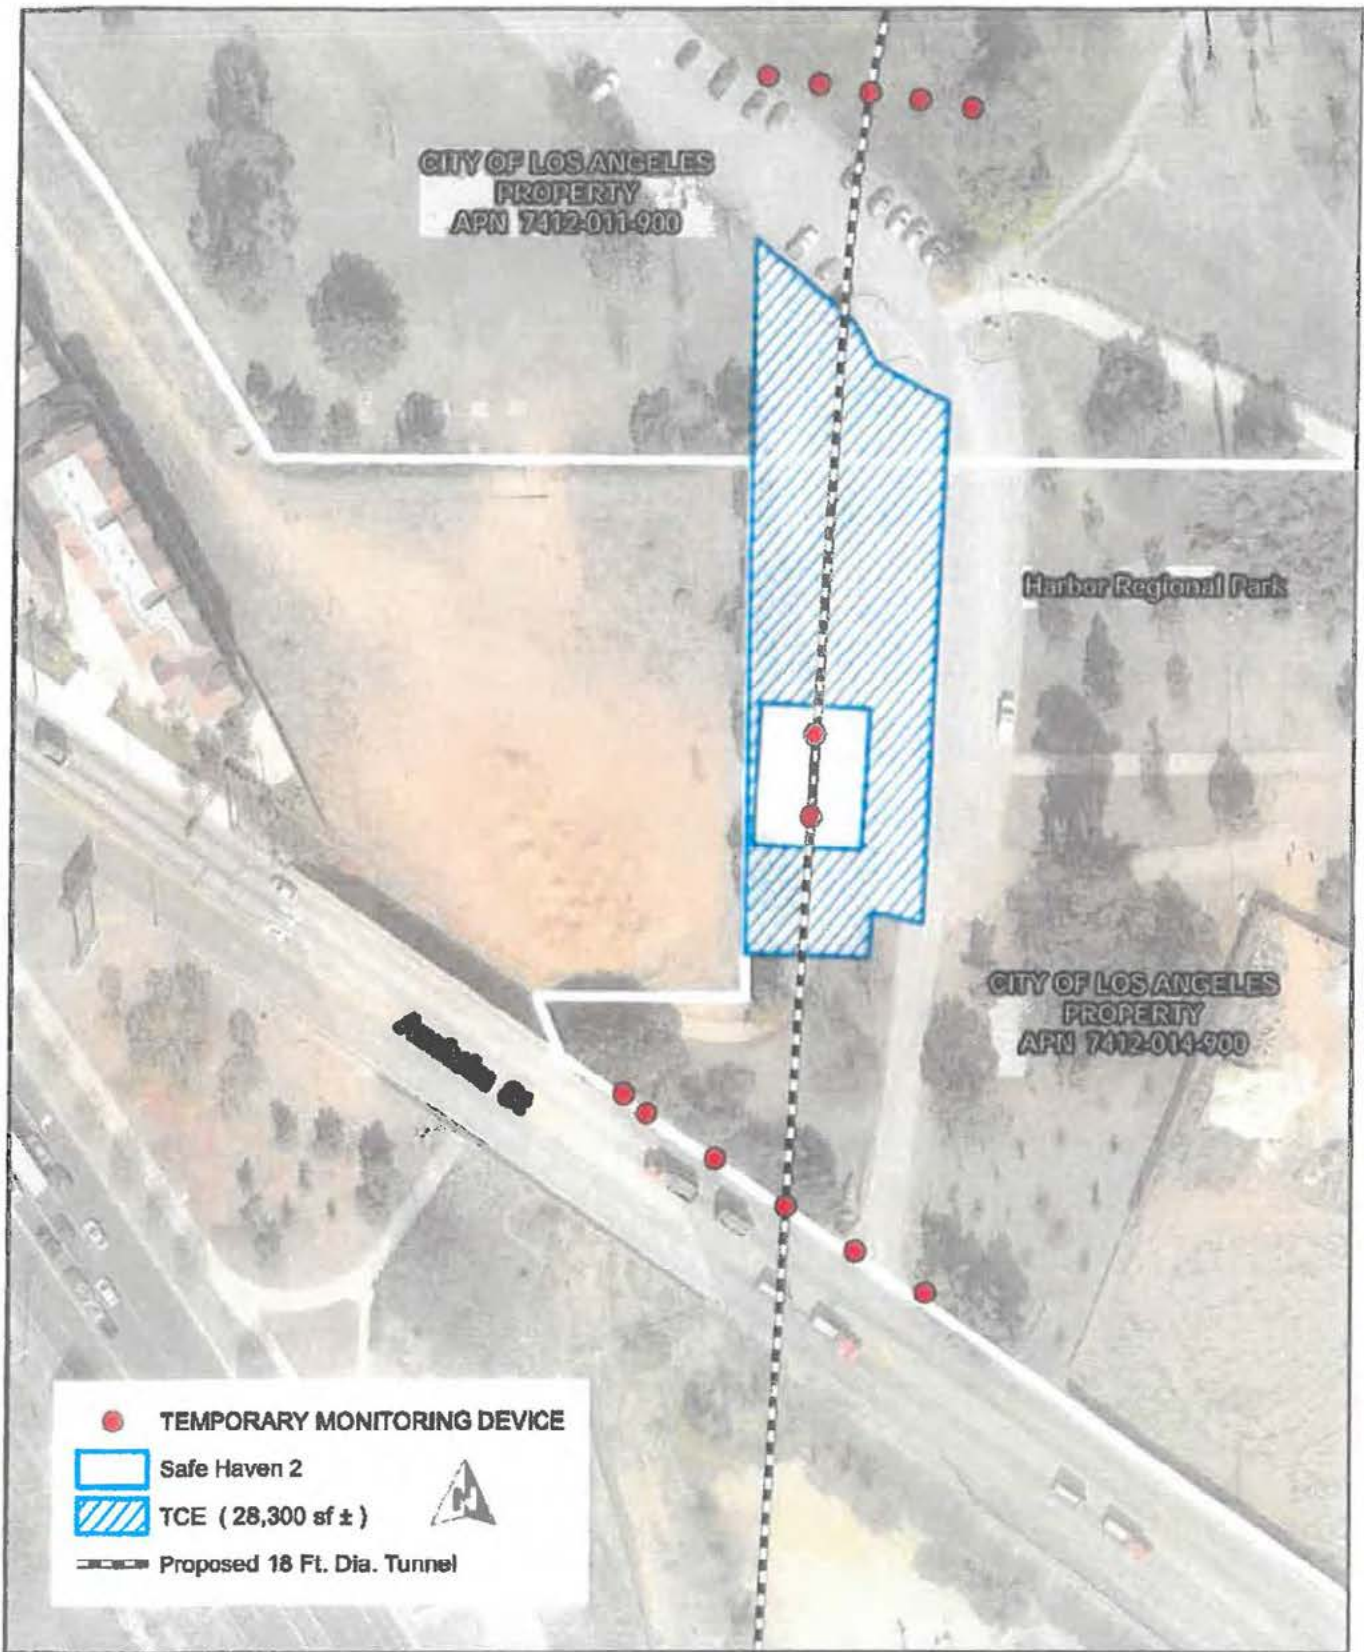 CITY OF LOS ANGELES
PROPERTY
APN 7412-011-900
Harbor Regional Park
CITY OF LOS ANGELES
PROPERTY
APN 7412-014-900
TEMPORARY MONITORING DEVICE
Safe Haven 2
TCE ( 28,300 sf ± )
N
Proposed 18 Ft. Dia. Tunnel